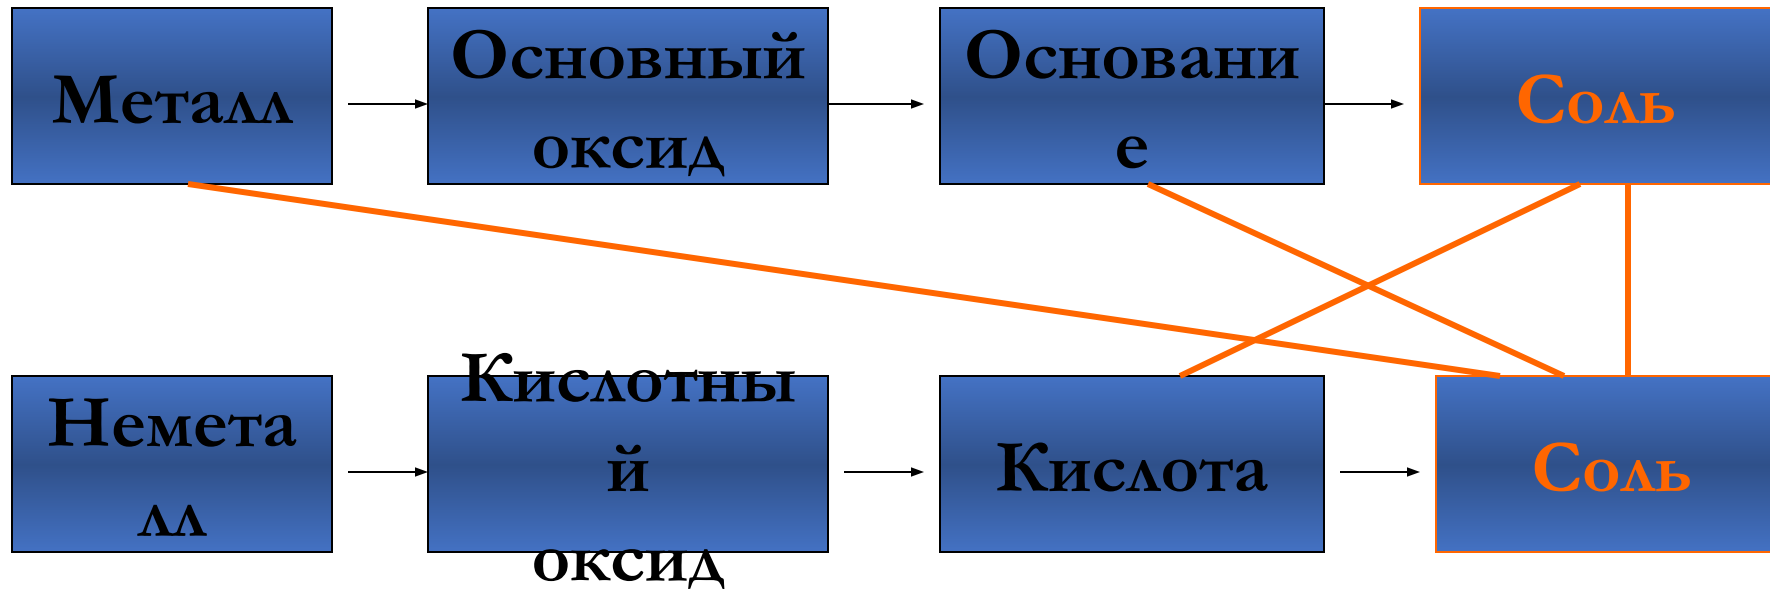 Металл
Основный
оксид
Основани
е
Соль
Немета
лл
Кислотны
й
оксид
Кислота
Соль